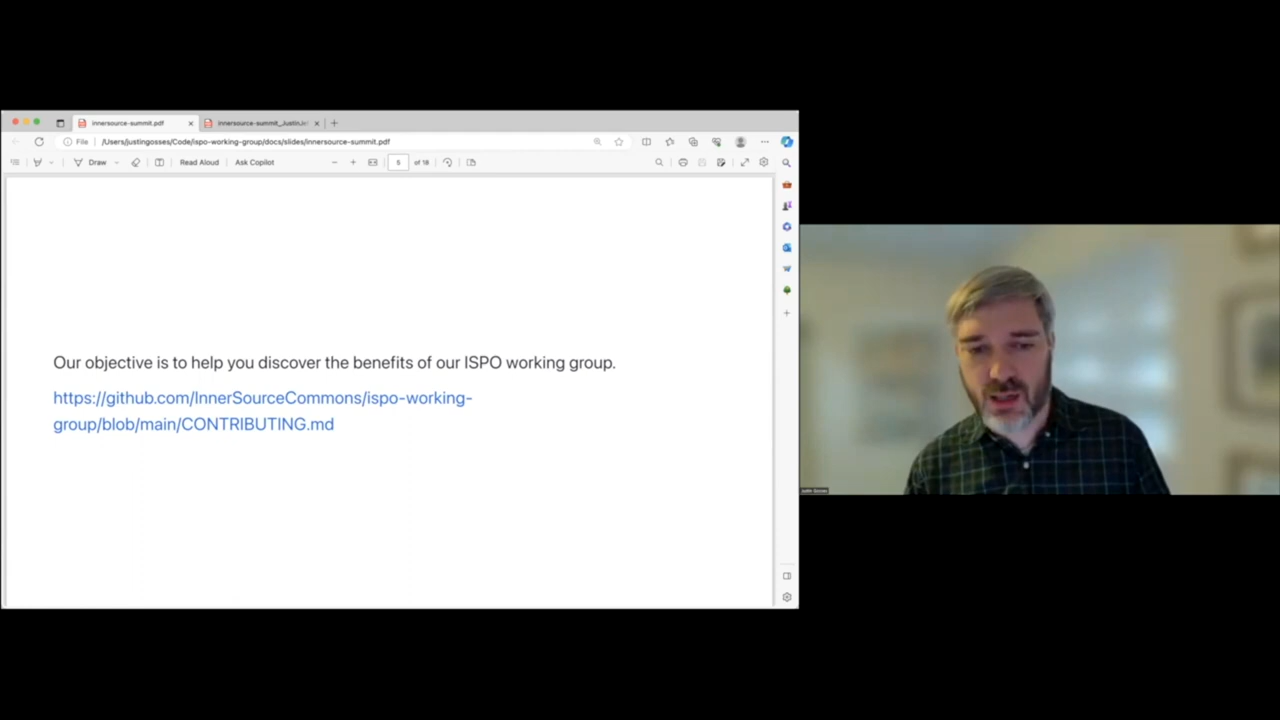 innersource-summit.pdf
File
/Users/justingosses/Code/ispo-working-group/docs/slides/innersource-summit.pdf
Draw
Read Aloud
Ask Copilot
5
of 18
Our objective is to help you discover the benefits of our ISPO working group.
https://github.com/InnerSourceCommons/ispo-working-
group/blob/main/CONTRIBUTING.md